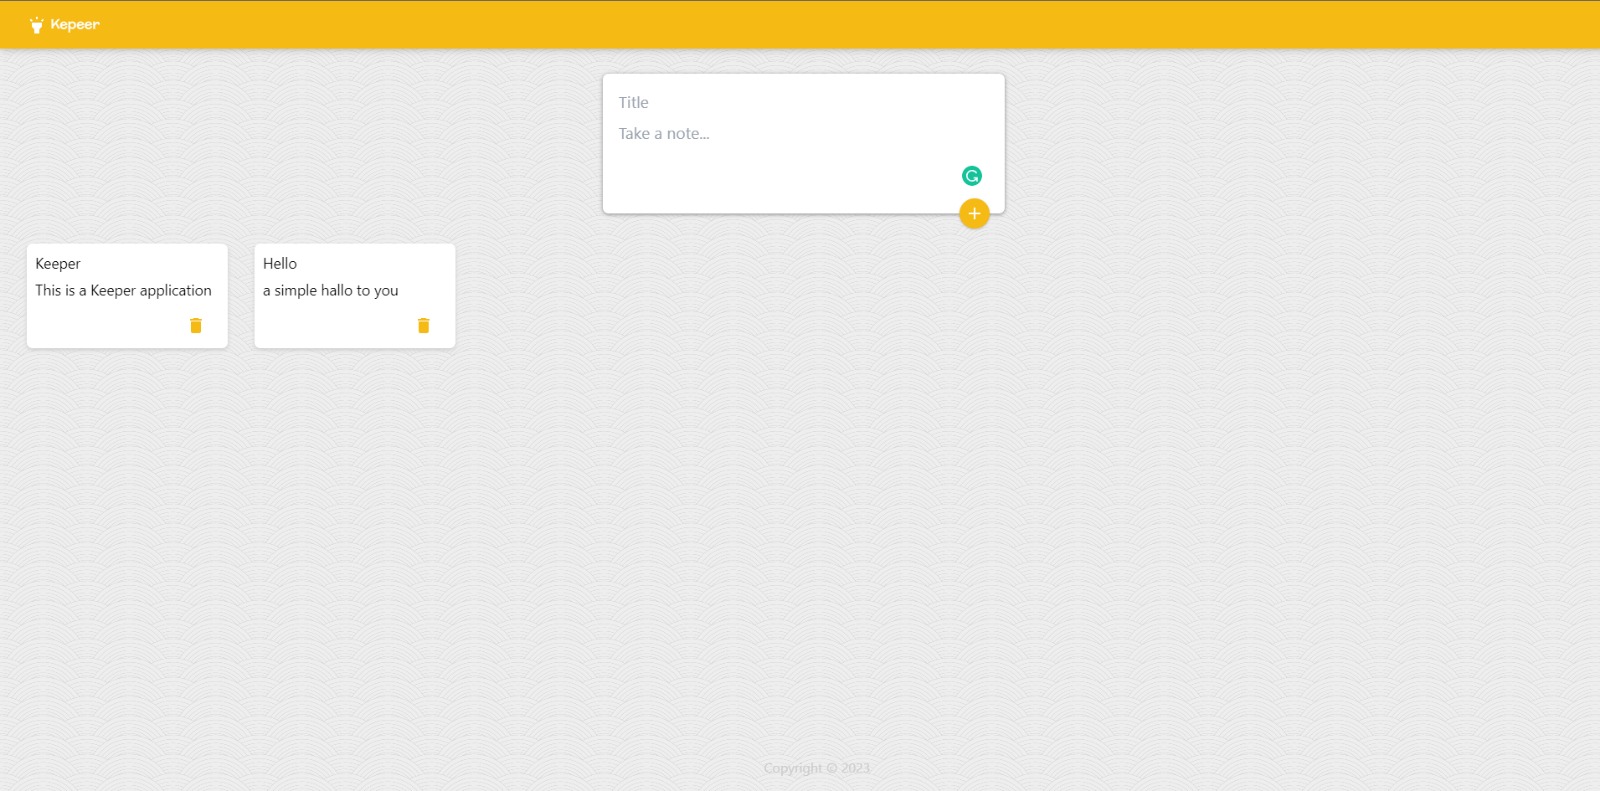 Kepeer
Title
Take a note...
Keeper
This is a Keeper application
Hello
a simple hallo to you
Copyright © 2023